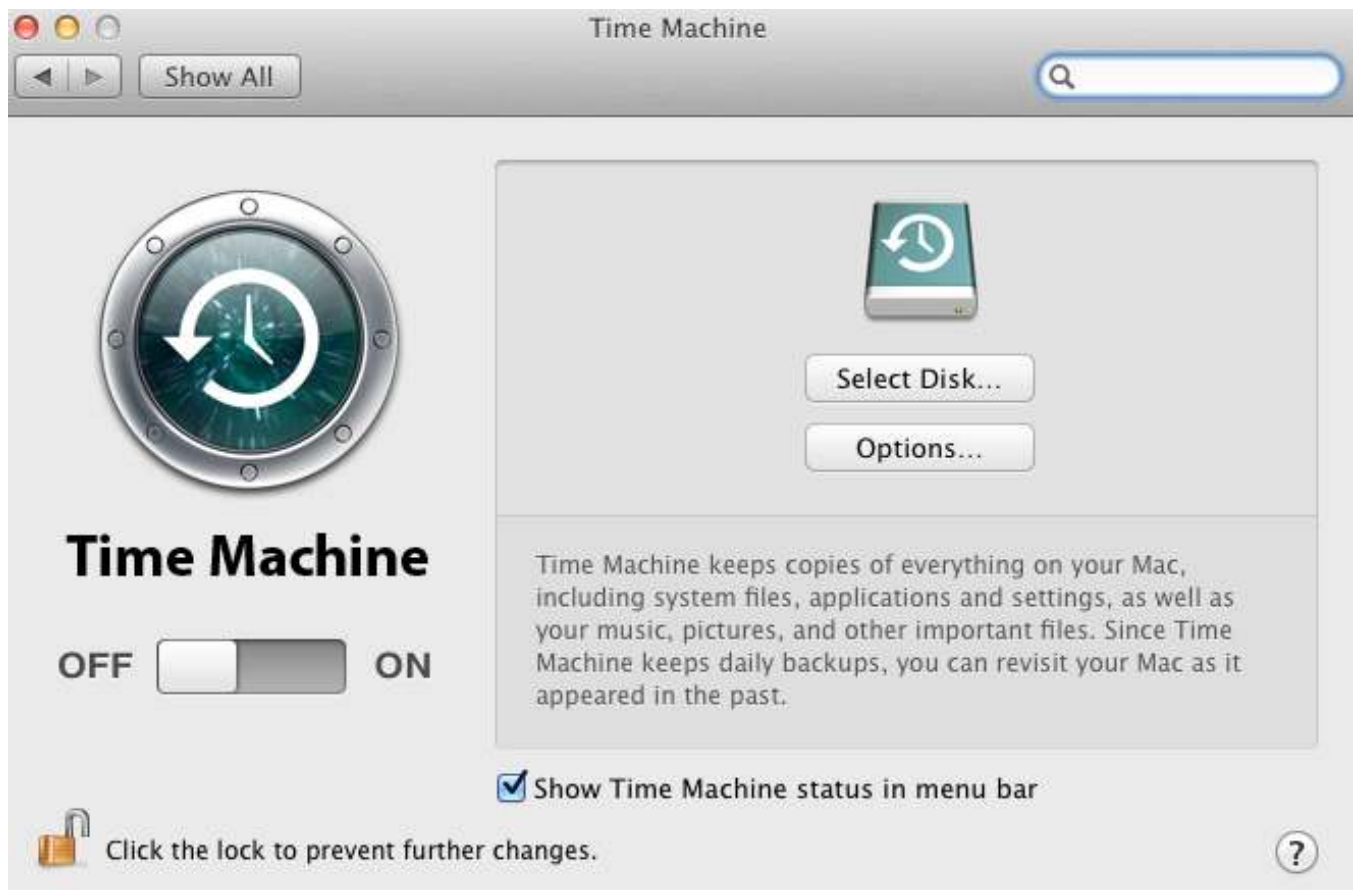 Time Machine
Show All
Select Disk...
Options...
Time Machine
OFF ON
Time Machine keeps copies of everything on your Mac,
including system files, applications and settings, as well as
your music, pictures, and other important files. Since Time
Machine keeps daily backups, you can revisit your Mac as it
appeared in the past.
Show Time Machine status in menu bar
Click the lock to prevent further changes.
?